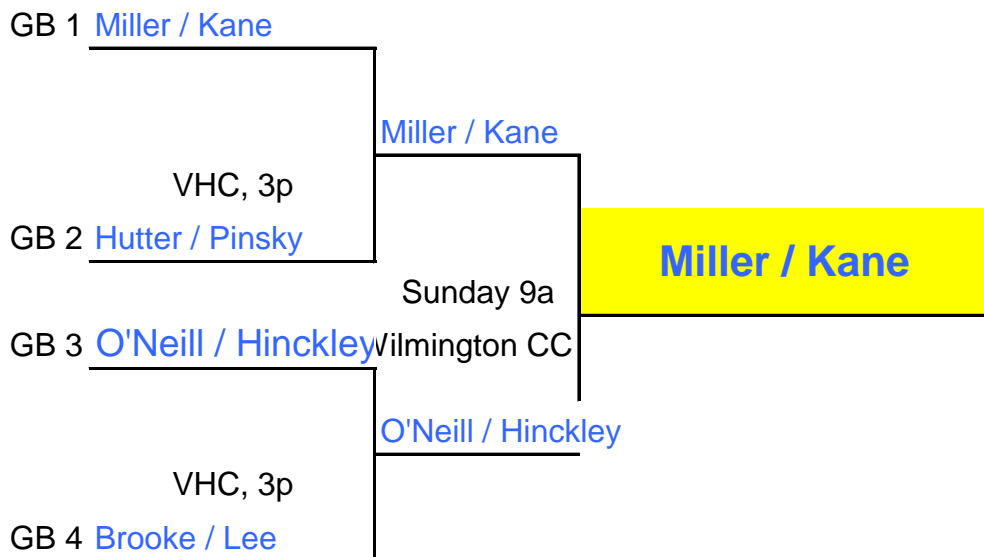 GB 1 Miller / Kane
Miller / Kane
VHC, 3p
GB 2 Hutter / Pinsky
Miller / Kane
Sunday 9a
GB 3 O'Neill / Hinckley
ilmington CC
O'Neill / Hinckley
VHC, 3p
GB 4 Brooke / Lee